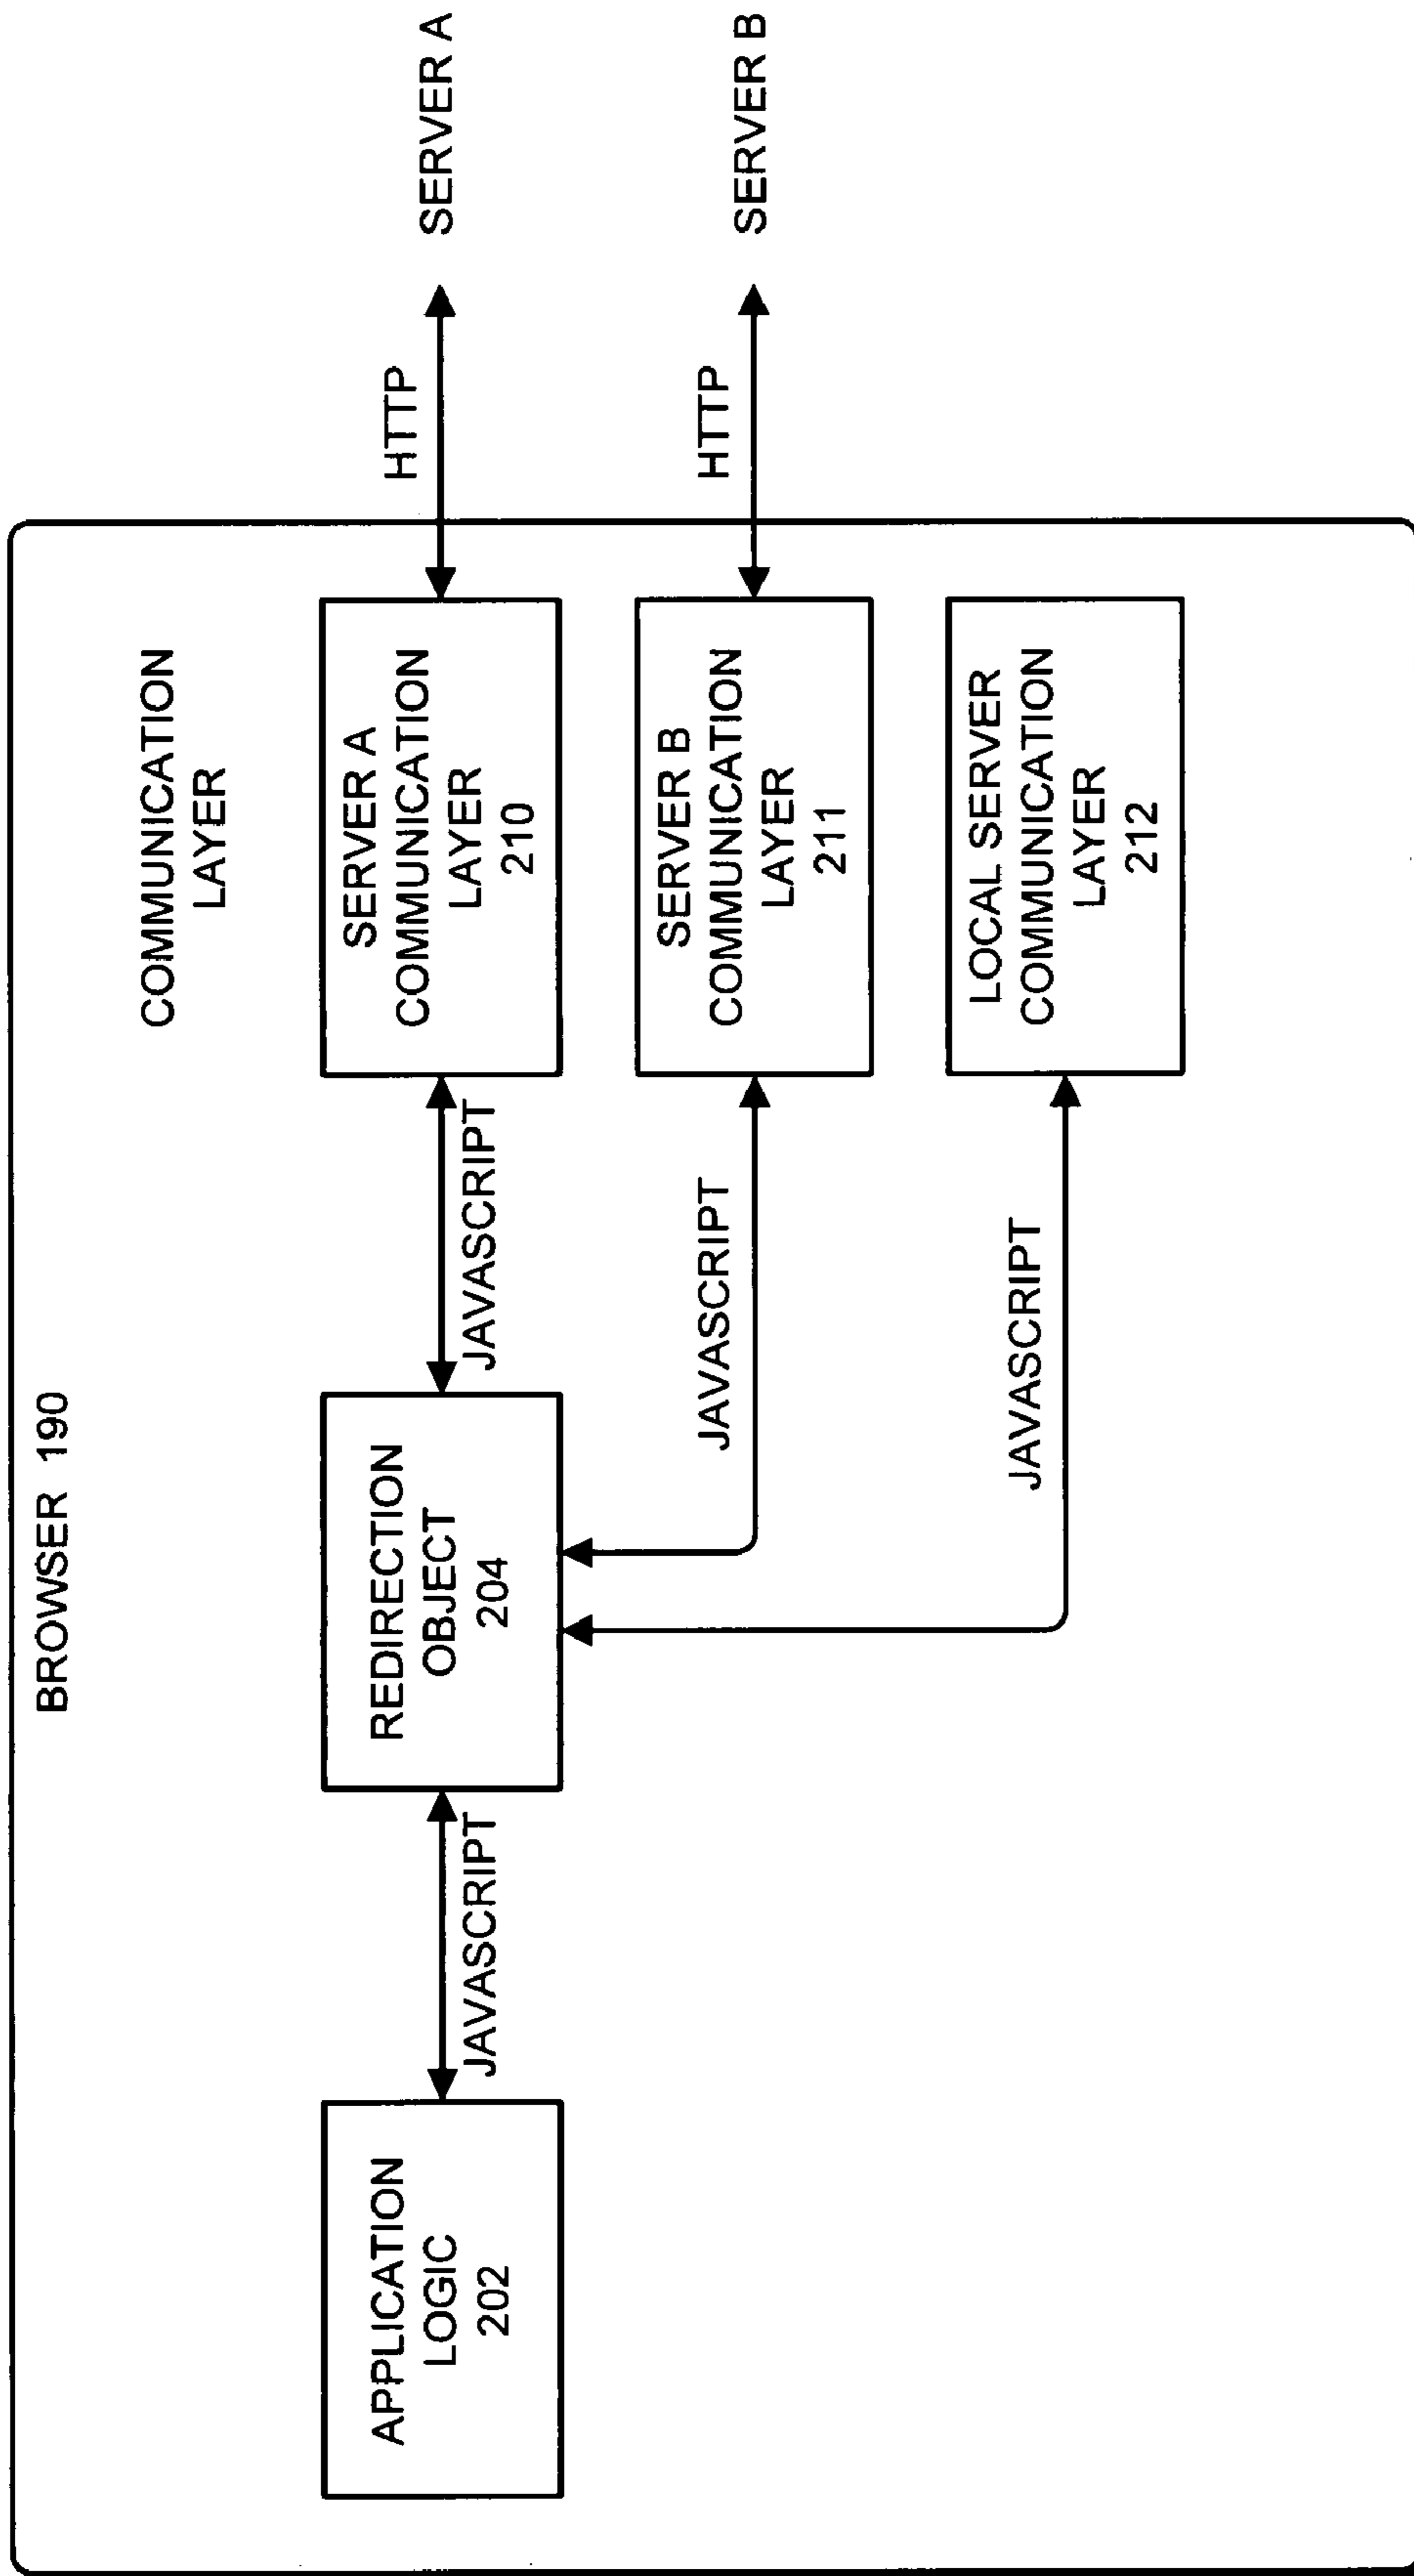 BROWSER 190
COMMUNICATION
LAYER
APPLICATION
LOGIC
202
JAVASCRIPT
REDIRECTION
OBJECT
204
JAVASCRIPT
SERVER A
COMMUNICATION
LAYER
210
HTTP
SERVER A
JAVASCRIPT
SERVER B
COMMUNICATION
LAYER
211
HTTP
SERVER B
JAVASCRIPT
LOCAL SERVER
COMMUNICATION
LAYER
212